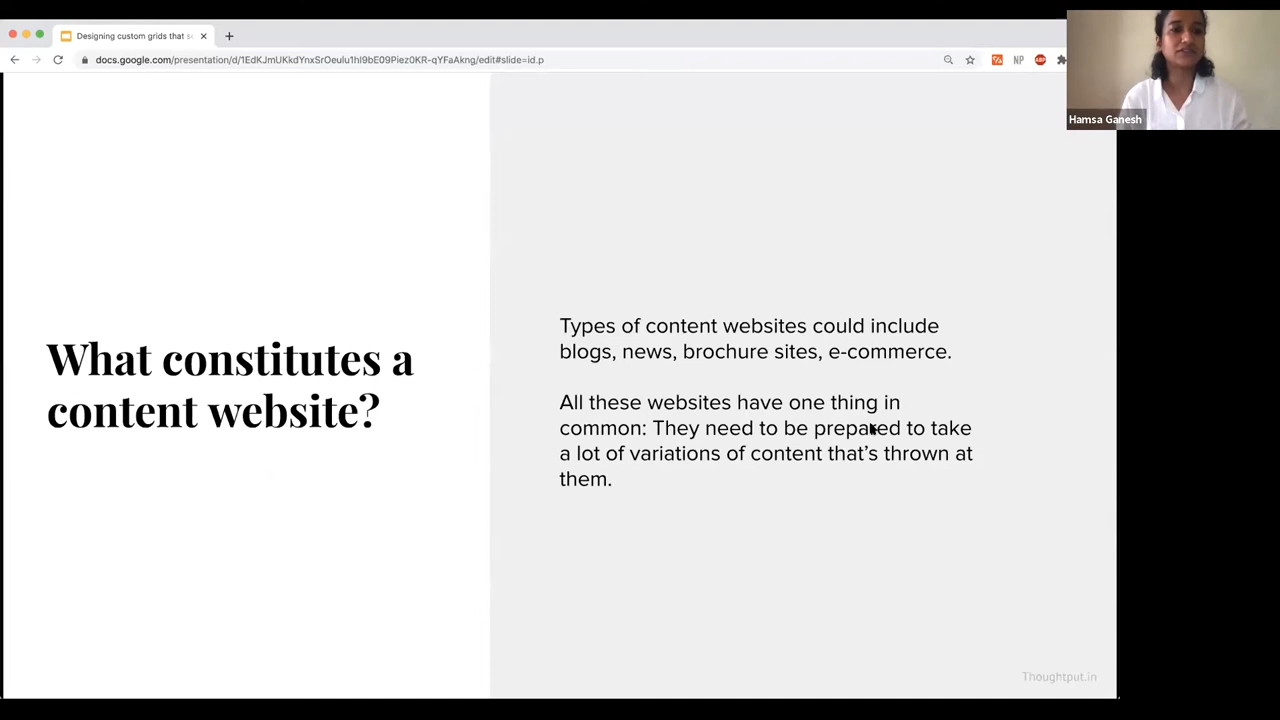 Designing custom grids that s
docs.google.com/presentation/d/1EdKJmUKkdYnxSrOeulu1hI9bE09Piez0KR-qYFaAkng/edit#slide=id.p
NP
ABP
Hamsa Ganesh
What constitutes a
content website?
Types of content websites could include
blogs, news, brochure sites, e-commerce.
All these websites have one thing in
common: They need to be prepared to take
a lot of variations of content that’s thrown at
them.
Thoughtput.in